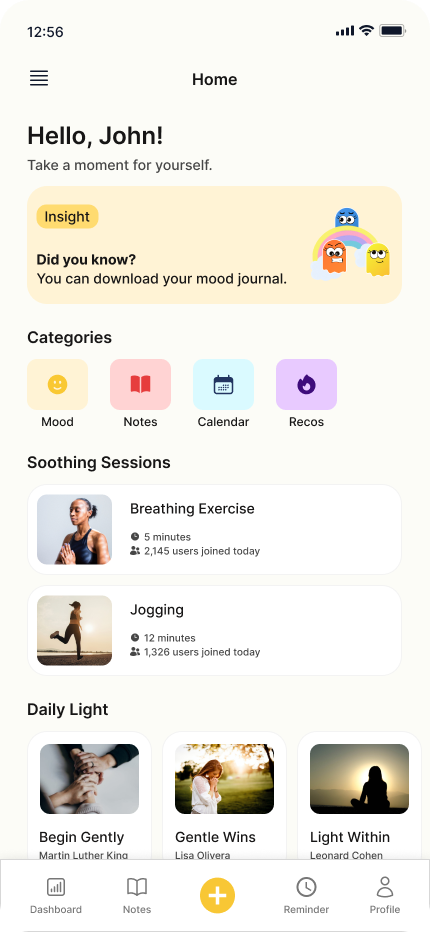 12:56
Home
Hello, John!
Take a moment for yourself.
Insight
Did you know?
You can download your mood journal.
Categories
Mood
Notes
Calendar
Recos
Soothing Sessions
Breathing Exercise
5 minutes
2,145 users joined today
Jogging
12 minutes
1,326 users joined today
Daily Light
Begin Gently
Martin Luther King
Gentle Wins
Lisa Olivera
Light Within
Leonard Cohen
Dashboard
Notes
Reminder
Profile